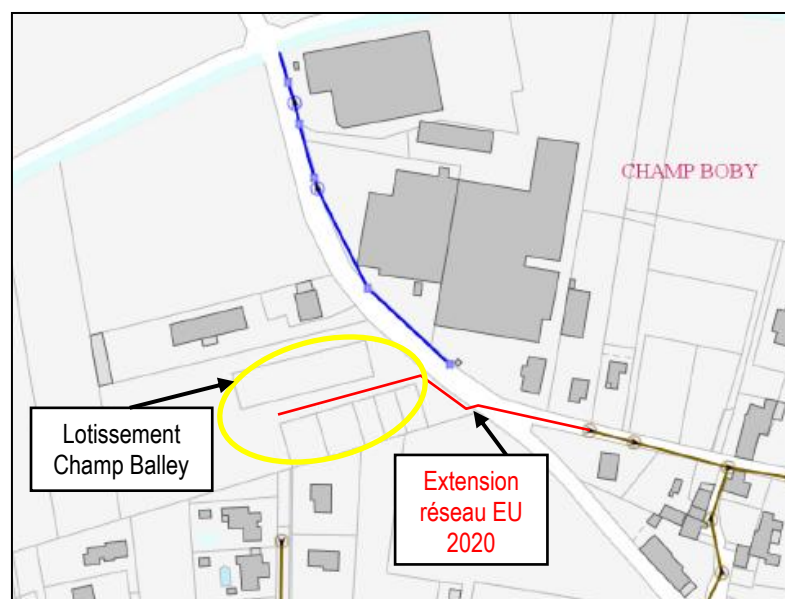 CHAMP BOBY
Lotissement
Champ Balley
Extension
réseau EU
2020